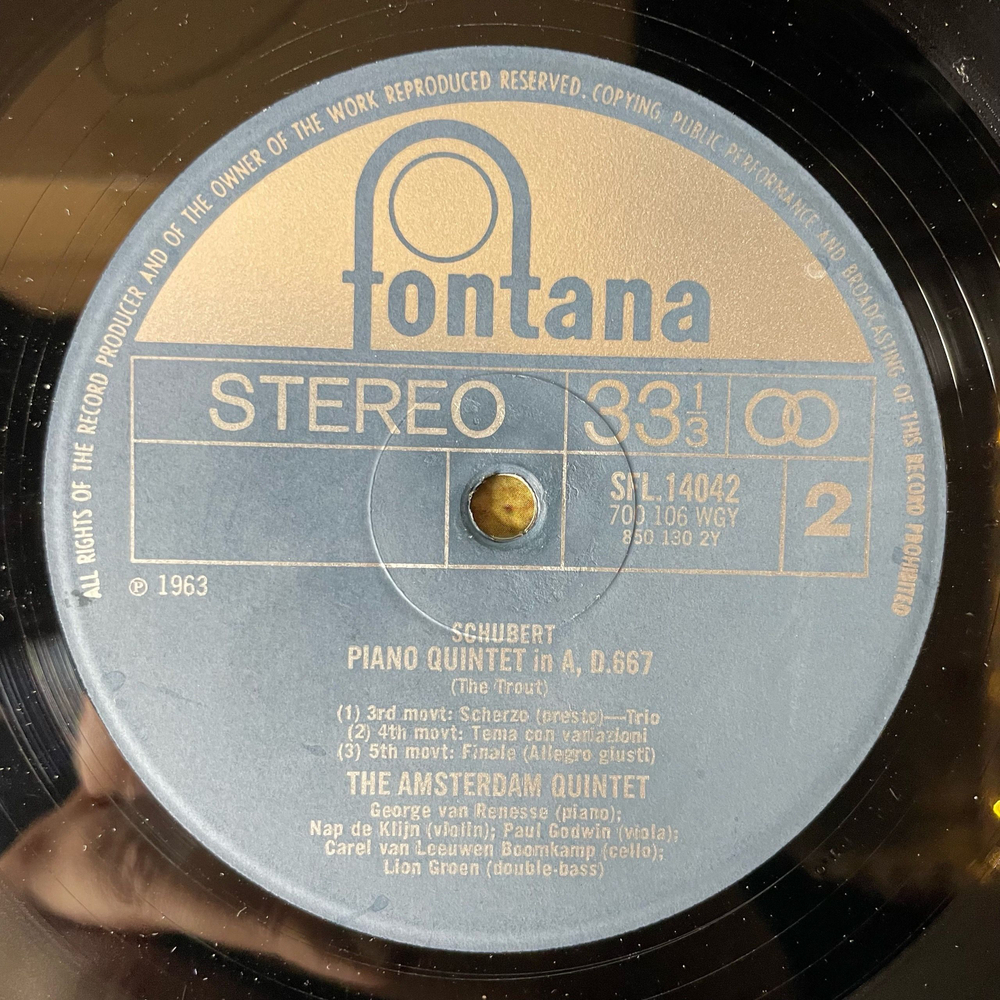 ALL RIGHTS OF THE RECORD PRODUCER AND OF THE OWNER OF THE WORK REPRODUCED RESERVED. COPYING, PUBLIC PERFORMANCE AND BROADCASTING OF THIS RECORD PROHIBITED
fontana
STEREO 33 1/3
SFL.14042
700 106 WGY
850 130 2Y
2
℗ 1963
SCHUBERT
PIANO QUINTET in A, D.667
(The Trout)
(1) 3rd movt: Scherzo (presto)—Trio
(2) 4th movt: Tema con variazioni
(3) 5th movt: Finale (Allegro giusti)
THE AMSTERDAM QUINTET
George van Renesse (piano);
Nap de Klijn (violin); Paul Godwin (viola);
Carel van Leeuwen Boomkamp (cello);
Lion Groen (double-bass)